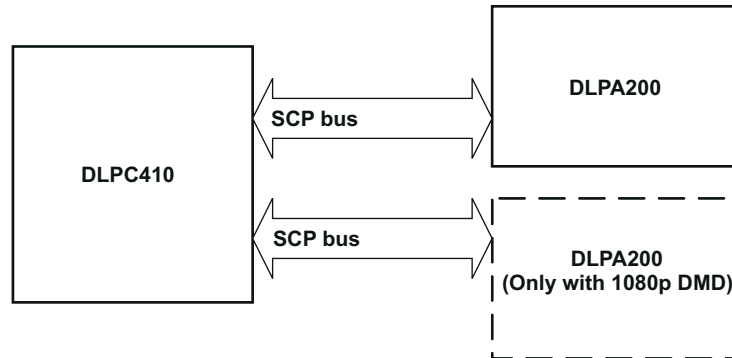 DLPC410
SCP bus
DLPA200
SCP bus
DLPA200
(Only with 1080p DMD)